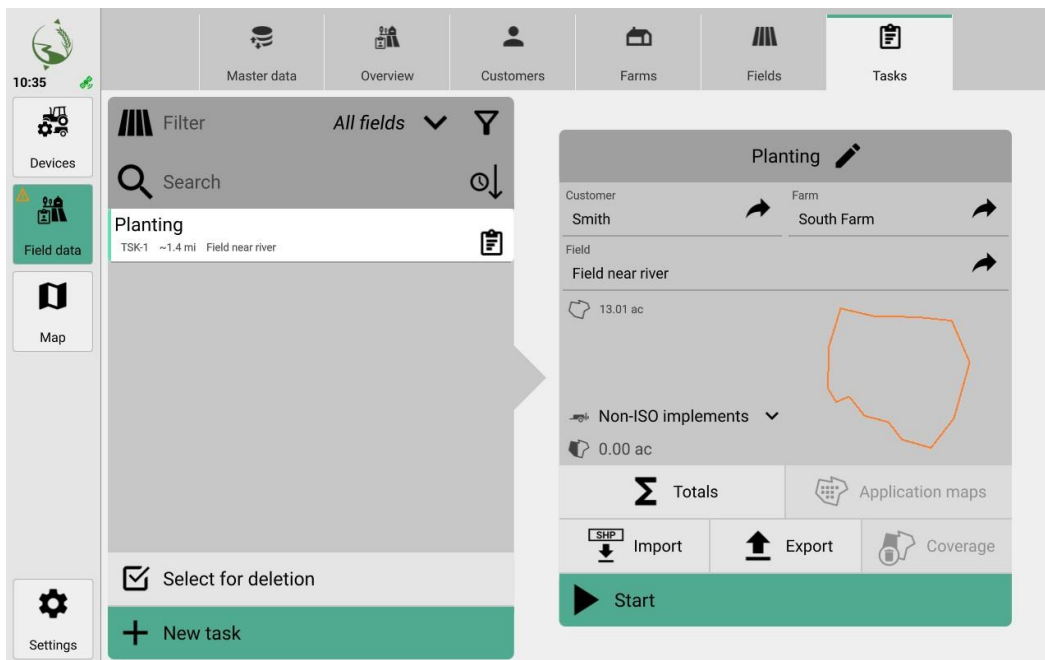 10:35
Master data
Overview
Customers
Farms
Fields
Tasks
Devices
Field data
Map
Settings
Filter
All fields
Search
Planting
TSK-1 ~1.4 mi Field near river
Select for deletion
New task
Planting
Customer
Smith
Farm
South Farm
Field
Field near river
13.01 ac
Non-ISO implements
0.00 ac
Totals
Application maps
SHP
Import
Export
Coverage
Start